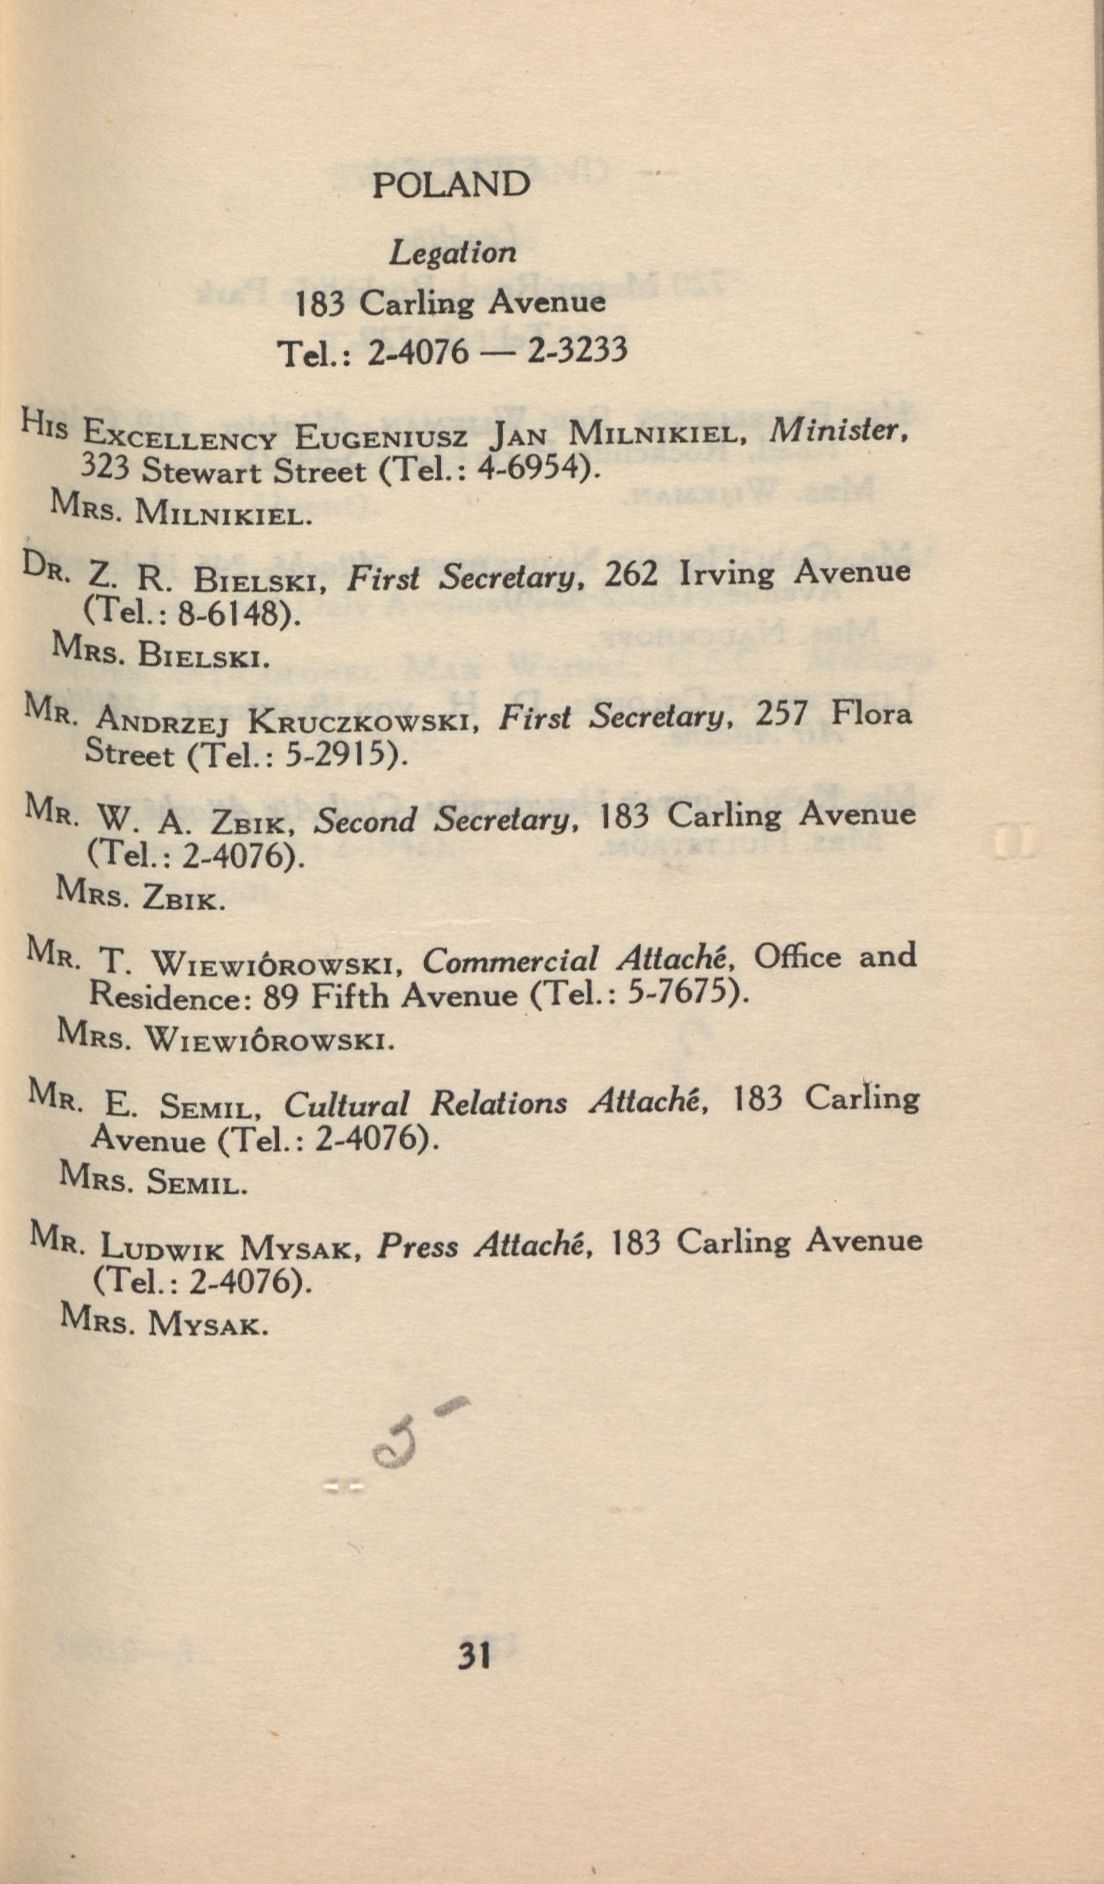 POLAND
Legation
183 Carling Avenue
Tel.: 2-4076 — 2-3233
His Excellency Eugeniusz Jan Milnikiel, Minister,
323 Stewart Street (Tel.: 4-6954).
Mrs. Milnikiel.
Dr. Z. R. Bielski, First Secretary, 262 Irving Avenue
(Tel.: 8-6148).
Mrs. Bielski.
Mr. Andrzej Kruczkowski, First Secretary, 257 Flora
Street (Tel.: 5-2915).
Mr. W. A. Zbik, Second Secretary, 183 Carling Avenue
(Tel.: 2-4076).
Mrs. Zbik.
Mr. T. Wiewiôrowski, Commercial Attaché, Office and
Residence: 89 Fifth Avenue (Tel.: 5-7675).
Mrs. Wiewiôrowski.
Mr. E. Semil, Cultural Relations Attaché, 183 Carling
Avenue (Tel.: 2-4076).
Mrs. Semil.
Mr. Ludwik Mysak, Press Attaché, 183 Carling Avenue
(Tel.: 2-4076).
Mrs. Mysak.
31